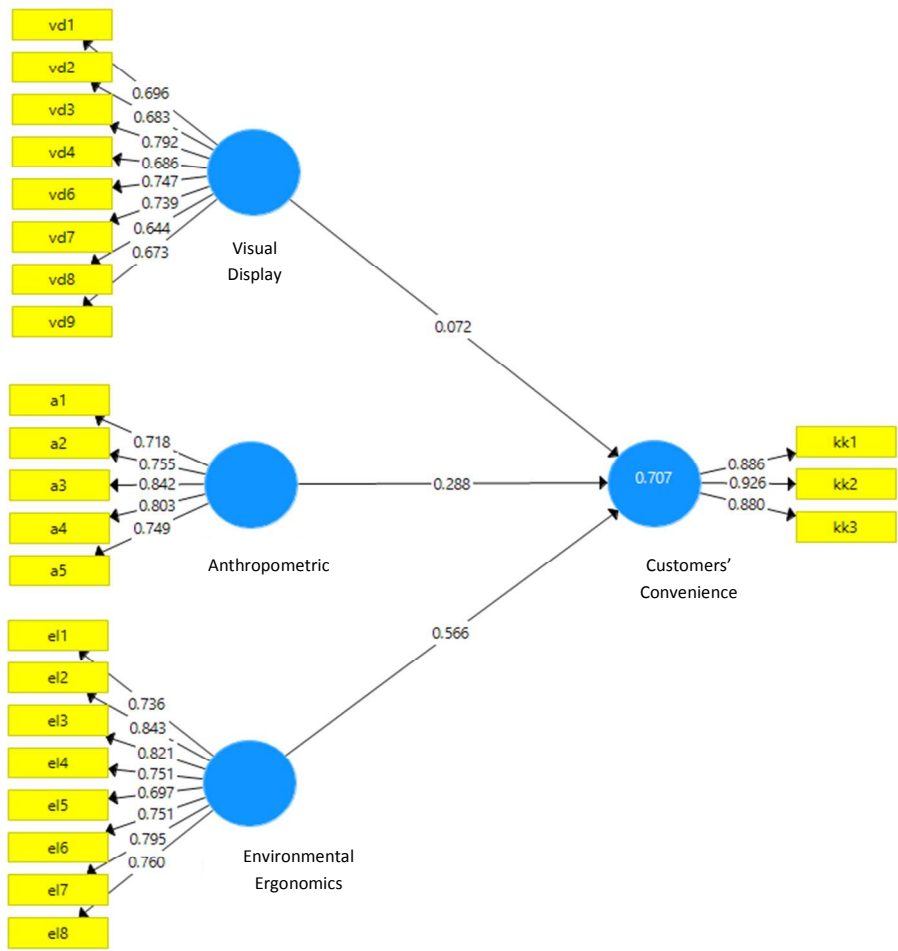 vd1
vd2
vd3
vd4
vd6
vd7
vd8
vd9
0.696
0.683
0.792
0.686
0.747
0.739
0.644
0.673
Visual
Display
0.072
a1
a2
a3
a4
a5
0.718
0.755
0.842
0.803
0.749
Anthropometric
0.288
0.707
Customers’
Convenience
0.886
0.926
0.880
kk1
kk2
kk3
el1
el2
el3
el4
el5
el6
el7
el8
0.736
0.843
0.821
0.751
0.697
0.751
0.795
0.760
Environmental
Ergonomics
0.566